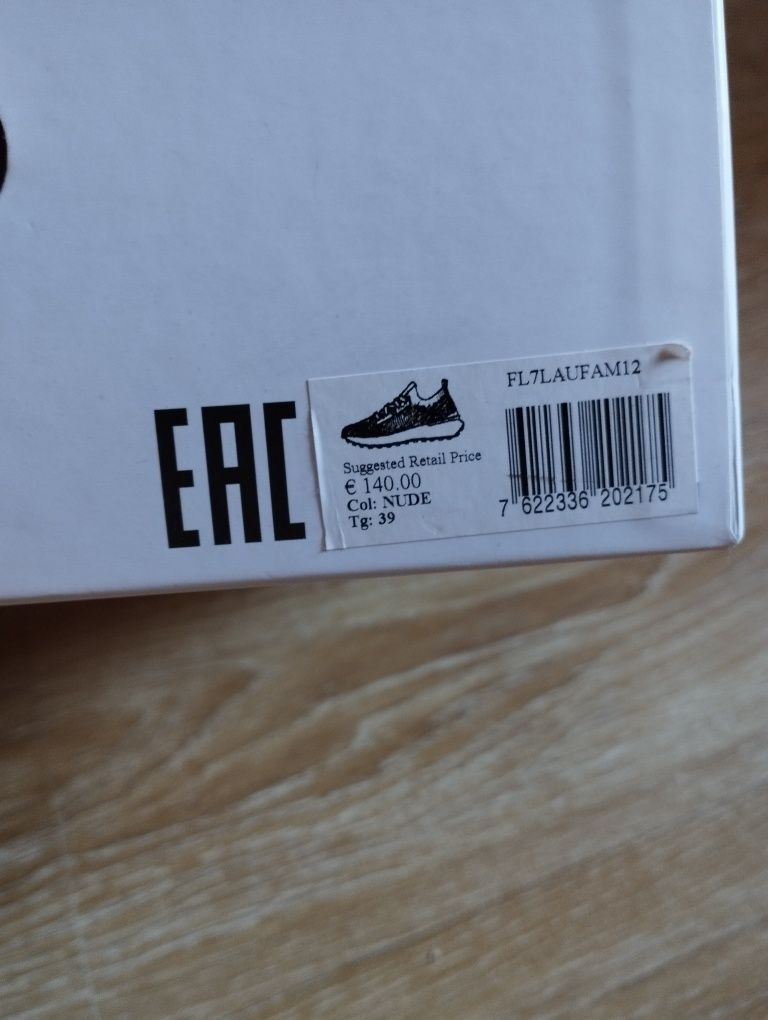 EAC
FL7LAUFAM12
Suggested Retail Price
€ 140.00
Col: NUDE
Tg: 39
7 622336 202175